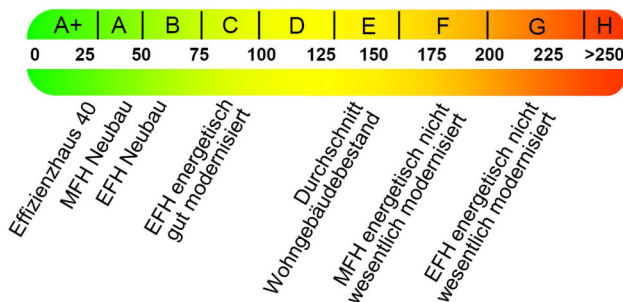 A+ A B C D E F G H
0 25 50 75 100 125 150 175 200 225 >250
Effizienzhaus 40
MFH Neubau
EFH Neubau
EFH energetisch
gut modernisiert
Durchschnitt
Wohngebäudebestand
MFH energetisch nicht
wesentlich modernisiert
EFH energetisch nicht
wesentlich modernisiert